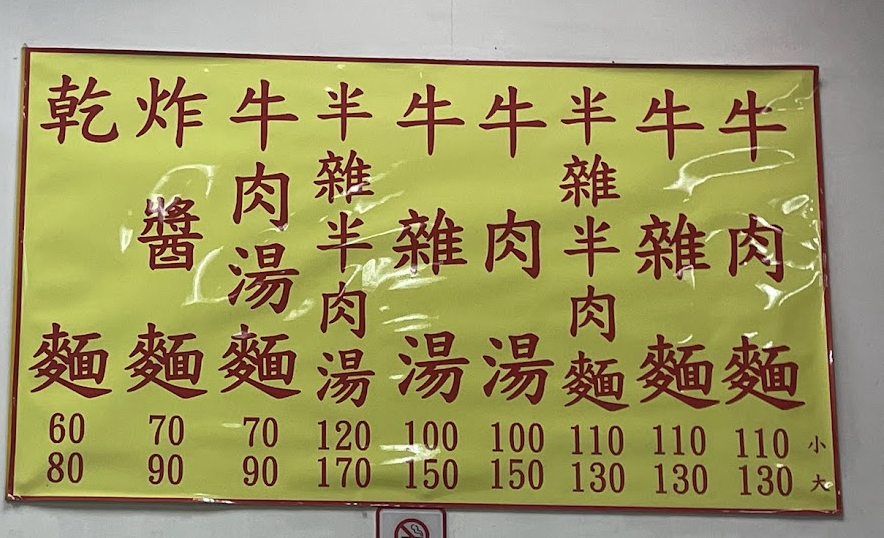 牛肉麵 110 130
牛雜麵 110 130
半雜半肉麵 110 130
牛肉湯 100 150
牛雜湯 100 150
半雜半肉湯 120 170
牛肉湯麵 70 90
炸醬麵 70 90
乾麵 60 80
小
大